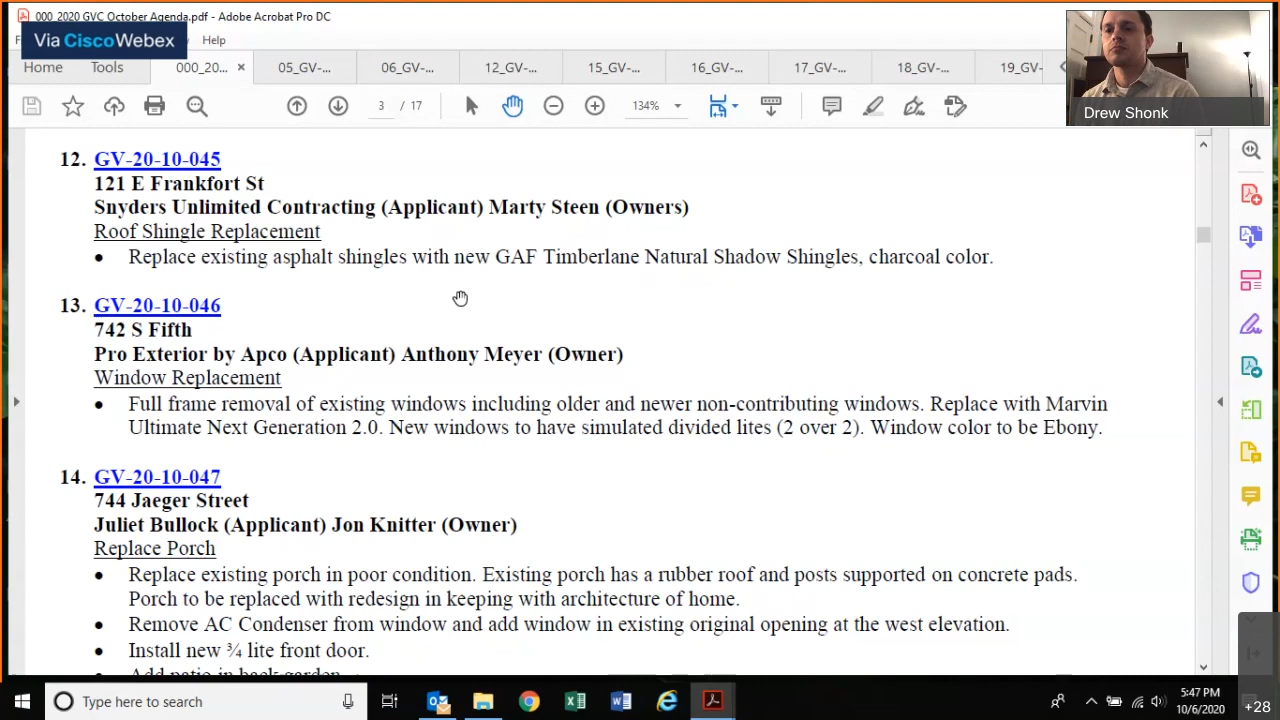 000_2020 GVC October Agenda.pdf - Adobe Acrobat Pro DC
Via CiscoWebex
Help
Home
Tools
000_20...
05_GV-...
06_GV-...
12_GV-...
15_GV-...
16_GV-...
17_GV-...
18_GV-...
19_GV-
3 / 17
134%
Drew Shonk
12. GV-20-10-045
121 E Frankfort St
Snyders Unlimited Contracting (Applicant) Marty Steen (Owners)
Roof Shingle Replacement
• Replace existing asphalt shingles with new GAF Timberlane Natural Shadow Shingles, charcoal color.
13. GV-20-10-046
742 S Fifth
Pro Exterior by Apco (Applicant) Anthony Meyer (Owner)
Window Replacement
• Full frame removal of existing windows including older and newer non-contributing windows. Replace with Marvin
Ultimate Next Generation 2.0. New windows to have simulated divided lites (2 over 2). Window color to be Ebony.
14. GV-20-10-047
744 Jaeger Street
Juliet Bullock (Applicant) Jon Knitter (Owner)
Replace Porch
• Replace existing porch in poor condition. Existing porch has a rubber roof and posts supported on concrete pads.
Porch to be replaced with redesign in keeping with architecture of home.
• Remove AC Condenser from window and add window in existing original opening at the west elevation.
• Install new ¾ lite front door.
• Add patio in back garden.
Type here to search
5:47 PM
10/6/2020
+28